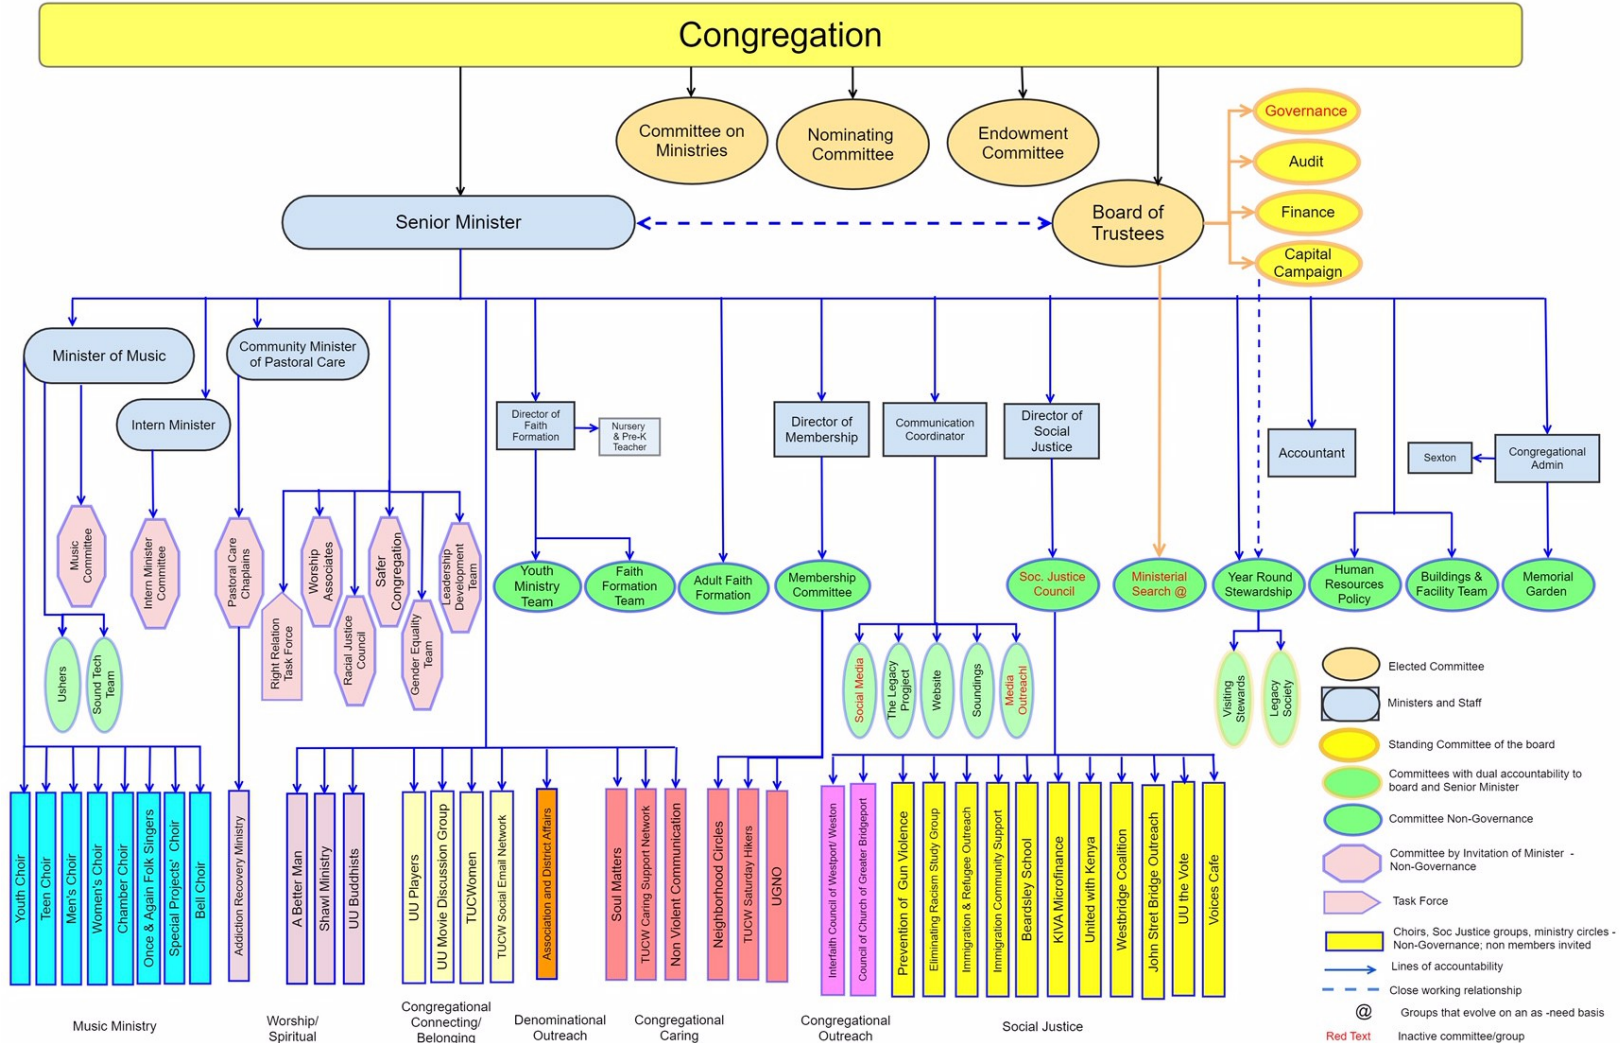 Congregation
Committee on
Ministries
Nominating
Committee
Endowment
Committee
Governance
Audit
Finance
Capital
Campaign
Senior Minister
Board of
Trustees
Minister of Music
Community Minister
of Pastoral Care
Intern Minister
Director of
Faith
Formation
Nursery
& Pre-K
Teacher
Director of
Membership
Communication
Coordinator
Director of
Social
Justice
Accountant
Sexton
Congregational
Admin
Music
Committee
Intern Minister
Committee
Pastoral Care
Chaplains
Right Relation
Task Force
Worship
Associates
Racial Justice
Council
Safer
Congregation
Gender Equality
Team
Leadership
Development
Team
Youth
Ministry
Team
Faith
Formation
Team
Adult Faith
Formation
Membership
Committee
Soc. Justice
Council
Ministerial
Search @
Year Round
Stewardship
Human
Resources
Policy
Buildings &
Facility Team
Memorial
Garden
Ushers
Sound Tech
Team
Social Media
The Legacy
Progject
Website
Soundings
Media
Outreachl
Visiting
Stewards
Legacy
Society
Elected Committee
Ministers and Staff
Standing Committee of the board
Committees with dual accountability to
board and Senior Minister
Committee Non-Governance
Committee by Invitation of Minister -
Non-Governance
Task Force
Choirs, Soc Justice groups, ministry circles -
Non-Governance; non members invited
Lines of accountability
Close working relationship
@ Groups that evolve on an as -need basis
Red Text Inactive committee/group
Youth Choir
Teen Choir
Men's Choir
Women's Choir
Chamber Choir
Once & Again Folk Singers
Special Projects' Choir
Bell Choir
Addiction Recovery Ministry
A Better Man
Shawl Ministry
UU Buddhists
UU Players
UU Movie Discussion Group
TUCWomen
TUCW Social Email Network
Association and District Affairs
Soul Matters
TUCW Caring Support Network
Non Violent Communication
Neighborhood Circles
TUCW Saturday Hikers
UGNO
Interfaith Council of Westport/ Weston
Council of Church of Greater Bridgeport
Prevention of Gun Violence
Eliminating Racism Study Group
Immigration & Refugee Outreach
Immigration Community Support
Beardsley School
KIVA Microfinance
United with Kenya
Westbridge Coalition
John Stret Bridge Outreach
UU the Vote
Voices Cafe
Music Ministry
Worship/
Spiritual
Congregational
Connecting/
Belonging
Denominational
Outreach
Congregational
Caring
Congregational
Outreach
Social Justice